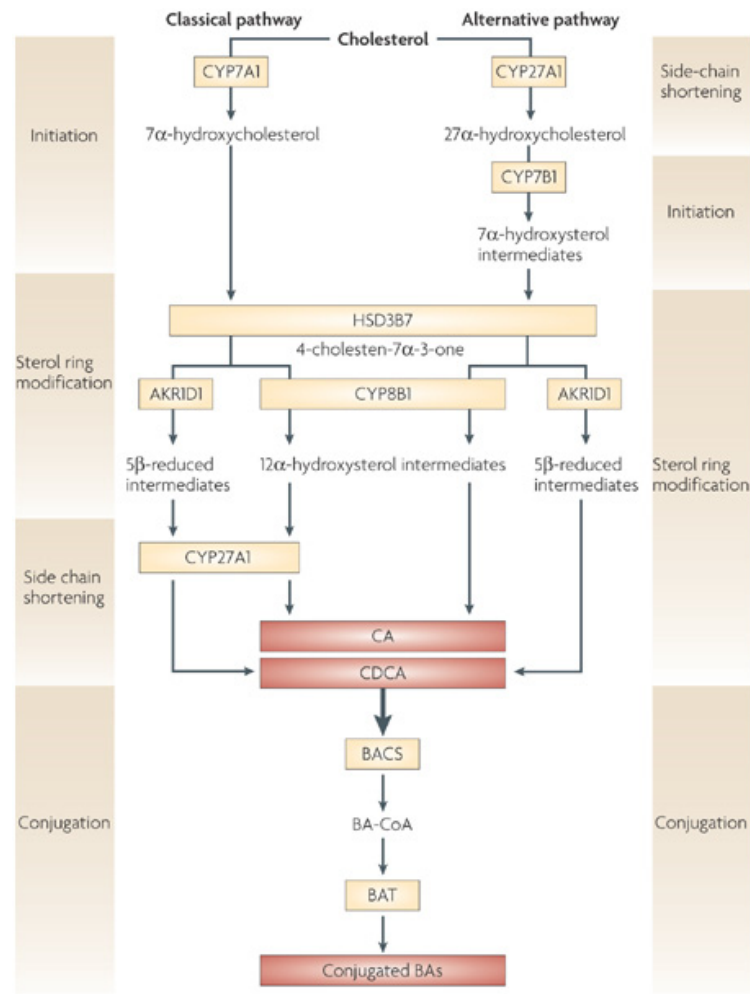 Classical pathway
Alternative pathway
Cholesterol
CYP7A1
CYP27A1
Side-chain
shortening
Initiation
7α-hydroxycholesterol
27α-hydroxycholesterol
CYP7B1
Initiation
7α-hydroxysterol
intermediates
HSD3B7
4-cholesten-7α-3-one
Sterol ring
modification
AKR1D1
CYP8B1
AKR1D1
5β-reduced
intermediates
12α-hydroxysterol intermediates
5β-reduced
intermediates
Sterol ring
modification
CYP27A1
Side chain
shortening
CA
CDCA
BACS
Conjugation
BA-CoA
Conjugation
BAT
Conjugated BAs